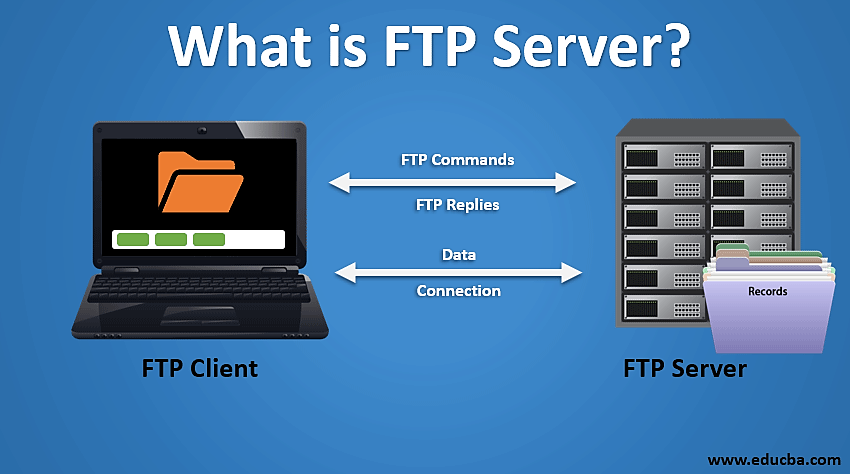 What is FTP Server?
FTP Commands
FTP Replies
Data
Connection
Records
FTP Client
FTP Server
www.educba.com